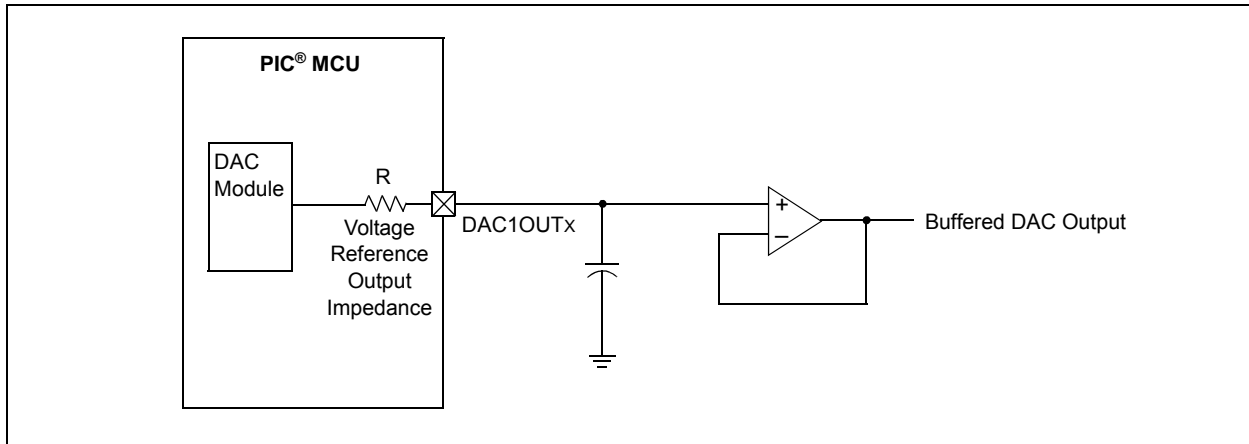 PIC® MCU
DAC
Module
R
Voltage
Reference
Output
Impedance
DAC1OUTX
+
–
Buffered DAC Output